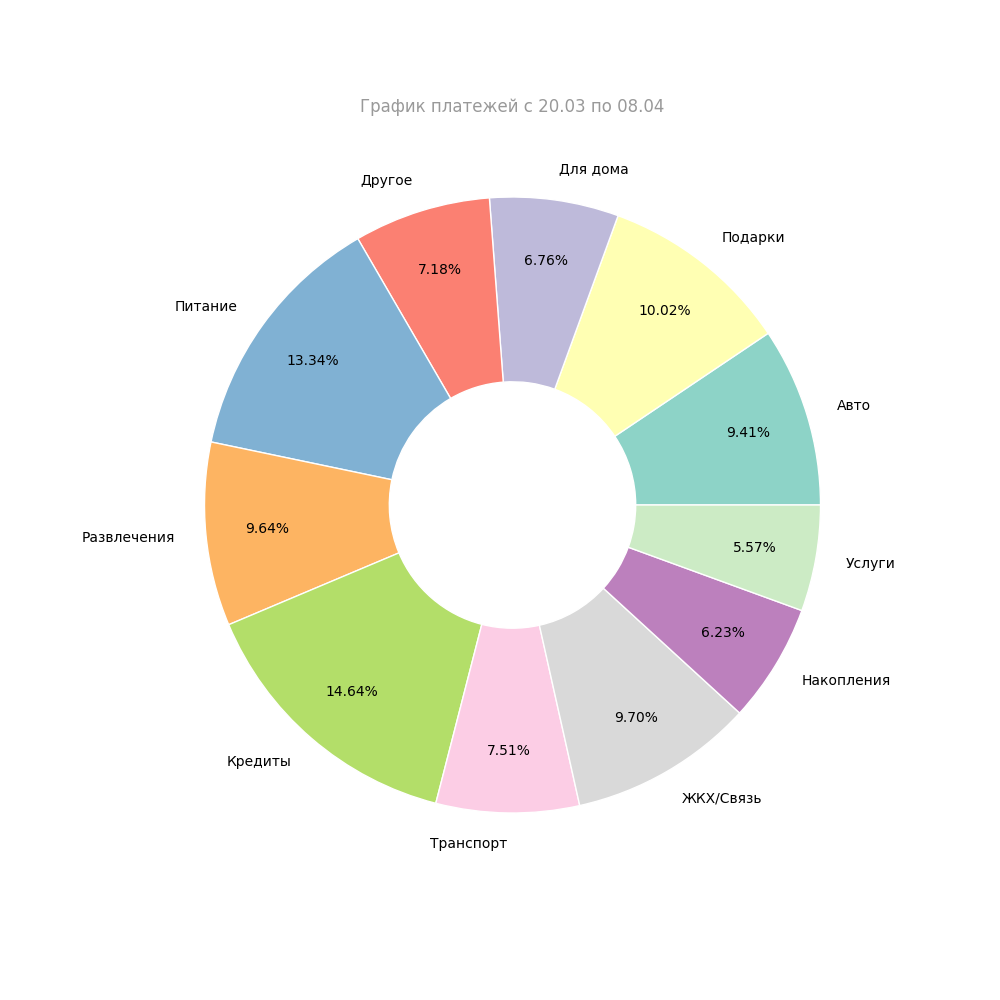 График платежей с 20.03 по 08.04
Для дома
6.76%
Подарки
10.02%
Авто
9.41%
Услуги
5.57%
Накопления
6.23%
ЖКХ/Связь
9.70%
Транспорт
7.51%
Кредиты
14.64%
Развлечения
9.64%
Питание
13.34%
Другое
7.18%